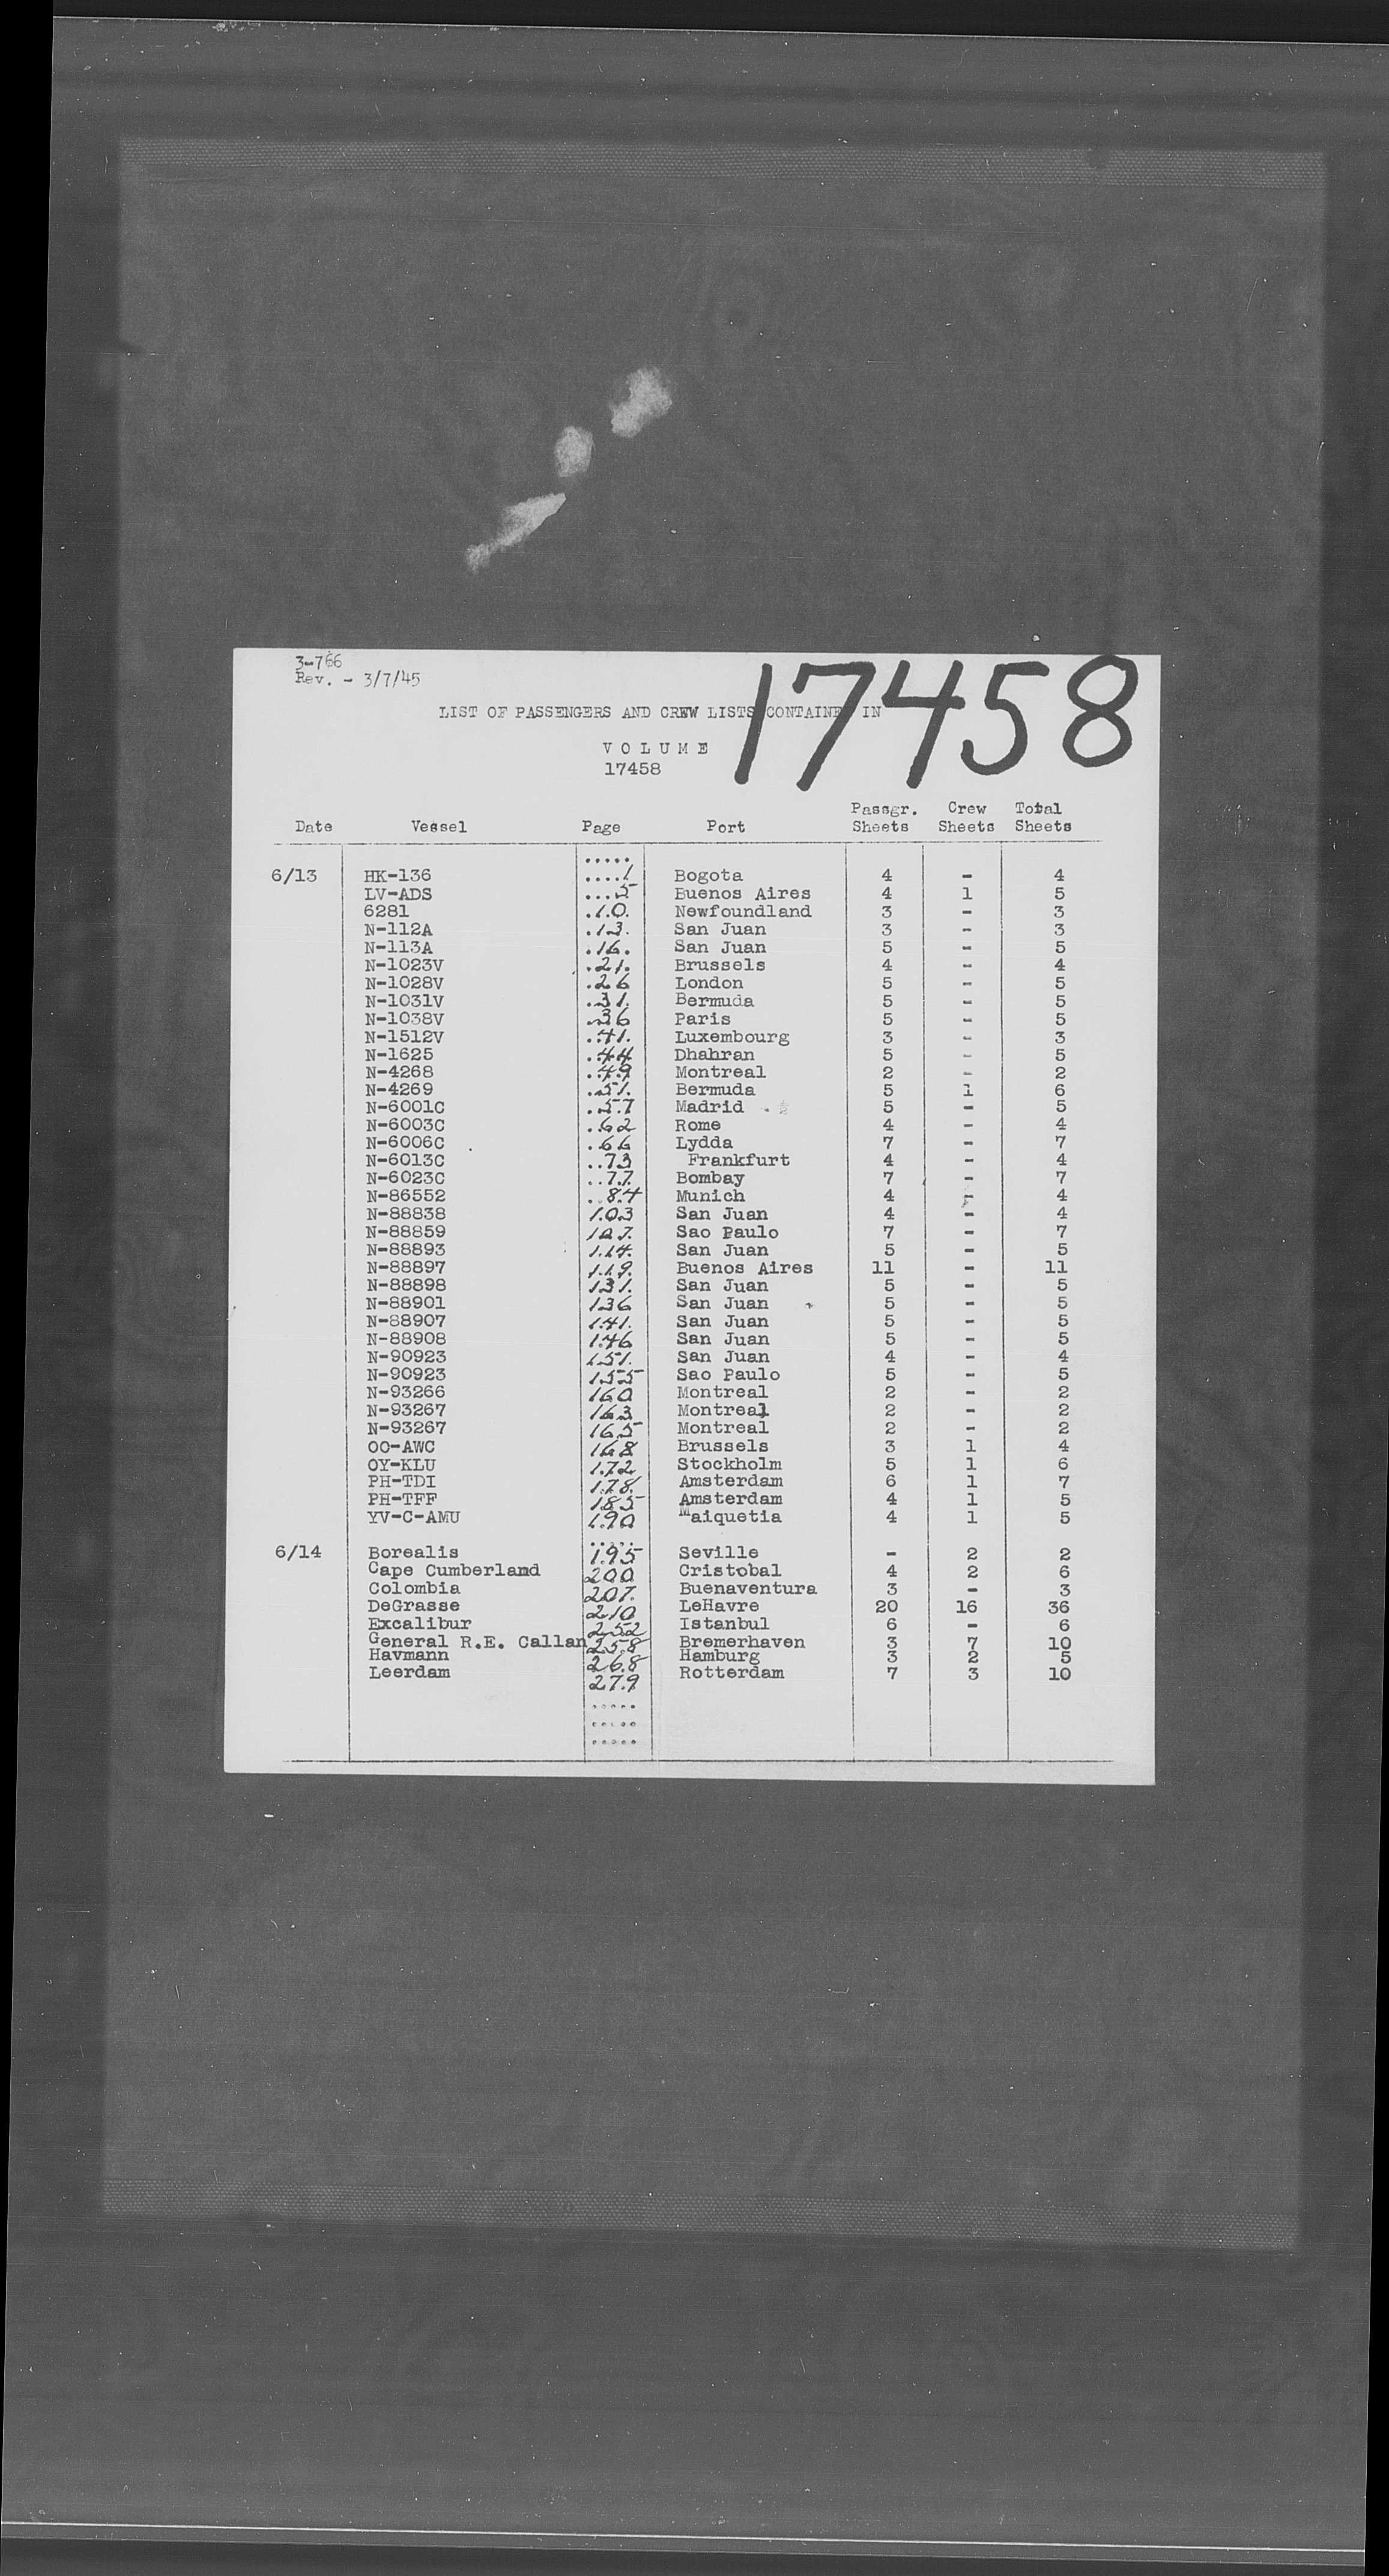 3-766
Rev. - 3/7/45
17458
LIST OF PASSENGERS AND CREW LISTS CONTAINED IN
VOLUME
17458
Date Vessel Page Port Passgr. Sheets Crew Sheets Total Sheets
.....
6/13 HK-136 ....1 Bogota 4 - 4
LV-ADS ...5 Buenos Aires 4 1 5
6281 .10. Newfoundland 3 - 3
N-112A .13. San Juan 3 - 3
N-113A .16. San Juan 5 - 5
N-1023V .21. Brussels 4 - 4
N-1028V .26 London 5 - 5
N-1031V .31. Bermuda 5 - 5
N-1038V .36 Paris 5 - 5
N-1512V .41. Luxembourg 3 - 3
N-1625 .44 Dhahran 5 - 5
N-4268 .49 Montreal 2 - 2
N-4269 .51. Bermuda 5 1 6
N-6001C .57 Madrid 5 - 5
N-6003C .62 Rome 4 - 4
N-6006C .66 Lydda 7 - 7
N-6013C ..73 Frankfurt 4 - 4
N-6023C ..77. Bombay 7 - 7
N-86552 ..84 Munich 4 - 4
N-88838 103 San Juan 4 - 4
N-88859 107. Sao Paulo 7 - 7
N-88893 114. San Juan 5 - 5
N-88897 119. Buenos Aires 11 - 11
N-88898 131. San Juan 5 - 5
N-88901 136 San Juan 5 - 5
N-88907 141. San Juan 5 - 5
N-88908 146 San Juan 5 - 5
N-90923 151. San Juan 4 - 4
N-90923 155 Sao Paulo 5 - 5
N-93266 160 Montreal 2 - 2
N-93267 163 Montreal 2 - 2
N-93267 165 Montreal 2 - 2
OO-AWC 168 Brussels 3 1 4
OY-KLU 172 Stockholm 5 1 6
PH-TDI 178. Amsterdam 6 1 7
PH-TFF 185 Amsterdam 4 1 5
YV-C-AMU 190 Maiquetia 4 1 5
.....
6/14 Borealis 195 Seville - 2 2
Cape Cumberland 200 Cristobal 4 2 6
Colombia 207. Buenaventura 3 - 3
DeGrasse 210 LeHavre 20 16 36
Excalibur 252 Istanbul 6 - 6
General R.E. Callan 258 Bremerhaven 3 7 10
Havmann 268 Hamburg 3 2 5
Leerdam 279 Rotterdam 7 3 10
.....
.....
.....